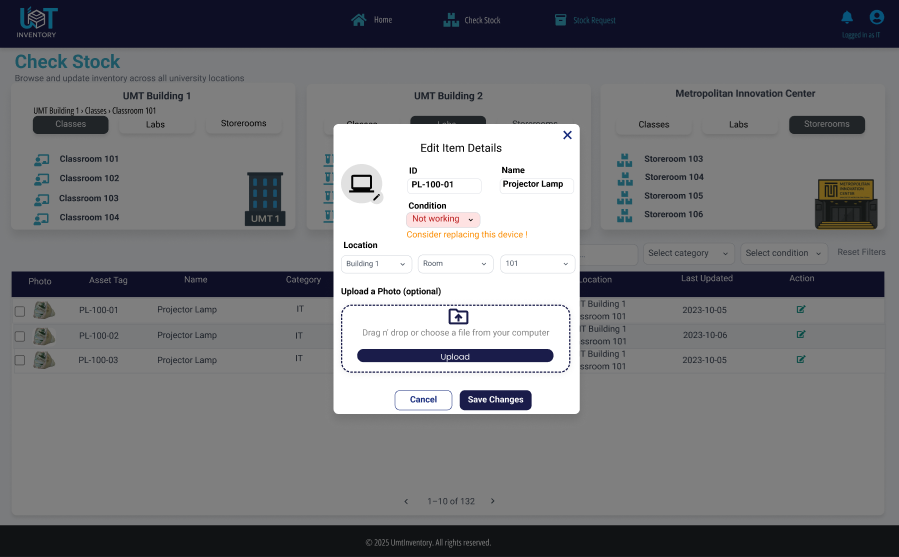 UMT
INVENTORY
Home
Check Stock
Stock Request
Logged in as IT
Check Stock
Browse and update inventory across all university locations
UMT Building 1
UMT Building 1 › Classes › Classroom 101
Classes
Labs
Storerooms
Classroom 101
Classroom 102
Classroom 103
Classroom 104
UMT 1
UMT Building 2
Classes
Labs
Storerooms
Metropolitan Innovation Center
Classes
Labs
Storerooms
Storeroom 103
Storeroom 104
Storeroom 105
Storeroom 106
METROPOLITAN
INNOVATION
CENTER
Edit Item Details
ID
Name
PL-100-01
Projector Lamp
Condition
Not working
Consider replacing this device !
Location
Building 1
Room
101
Upload a Photo (optional)
Drag n' drop or choose a file from your computer
Upload
Cancel
Save Changes
Select category
Select condition
Reset Filters
Photo
Asset Tag
Name
Category
Location
Last Updated
Action
PL-100-01
Projector Lamp
IT
T Building 1
ssroom 101
2023-10-05
PL-100-02
Projector Lamp
IT
T Building 1
ssroom 101
2023-10-06
PL-100-03
Projector Lamp
IT
T Building 1
ssroom 101
2023-10-05
1–10 of 132
© 2025 UmtInventory. All rights reserved.